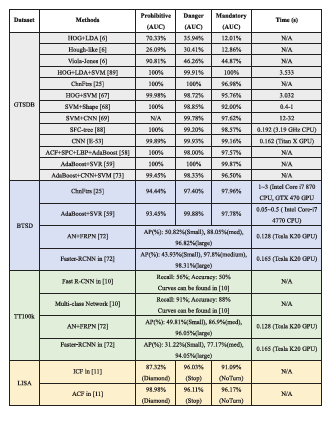 Dataset Methods Prohibitive (AUC) Danger (AUC) Mandatory (AUC) Time (s)
GTSDB
HOG+LDA [6] 70.33% 35.94% 12.01% N/A
Hough-like [6] 26.09% 30.41% 12.86% N/A
Viola-Jones [6] 90.81% 46.26% 44.87% N/A
HOG+LDA+SVM [89] 100% 99.91% 100% 3.533
ChnFtrs [25] 100% 100% 96.98% N/A
HOG+SVM [67] 99.98% 98.72% 95.76% 3.032
SVM+Shape [68] 100% 98.85% 92.00% 0.4-1
SVM+CNN [69] N/A 99.78% 97.62% 12-32
SFC-tree [88] 100% 99.20% 98.57% 0.192 (3.19 GHz CPU)
CNN [E-53] 99.89% 99.93% 99.16% 0.162 (Titan X GPU)
ACF+SPC+LBP+AdaBoost [58] 100% 98.00% 97.57% N/A
AdaBoost+SVR [59] 100% 100% 99.87% N/A
AdaBoost+CNN+SVM [73] 99.45% 98.33% 96.50% N/A
BTSD
ChnFtrs [25] 94.44% 97.40% 97.96% 1~3 (Intel Core i7 870 CPU, GTX 470 GPU
AdaBoost+SVR [59] 93.45% 99.88% 97.78% 0.05-0.5 ( Intel Core-i7 4770 CPU)
AN+FRPN [72] AP(%): 50.82%(Small), 88.05%(med), 96.82%(large) 0.128 (Tesla K20 GPU)
Faster-RCNN in [72] AP(%): 43.93%(Small), 97.8%(medium), 98.31%(large) 0.165 (Tesla K20 GPU)
TT100k
Fast R-CNN in [10] Recall: 56%; Accuracy: 50% Curves can be found in [10] N/A
Multi-class Network [10] Recall: 91%; Accuracy: 88% Curves can be found in [10] N/A
AN+FRPN [72] AP(%): 49.81%(Small), 86.9%(med), 96.05%(large) 0.128 (Tesla K20 GPU)
Faster-RCNN in [72] AP(%): 31.22%(Small), 77.17%(med), 94.05%(large) 0.165 (Tesla K20 GPU)
LISA
ICF in [11] 87.32% (Diamond) 96.03% (Stop) 91.09% (NoTurn) N/A
ACF in [11] 98.98% (Diamond) 96.11% (Stop) 96.17% (NoTurn) N/A